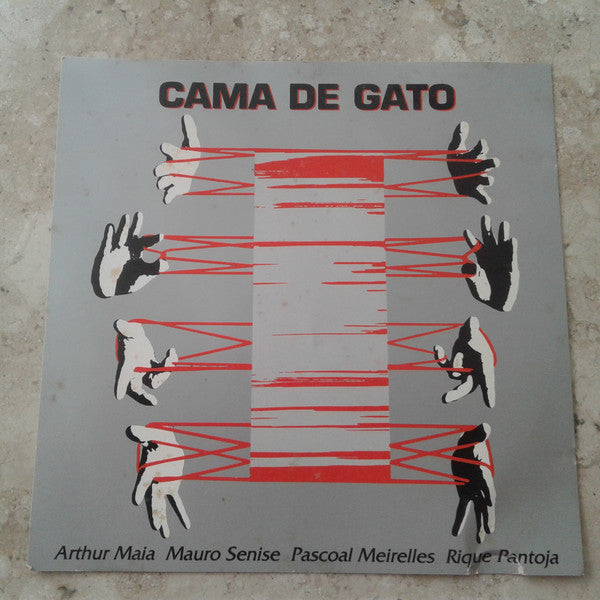 CAMA DE GATO
Arthur Maia Mauro Senise Pascoal Meirelles Rique Pantoja